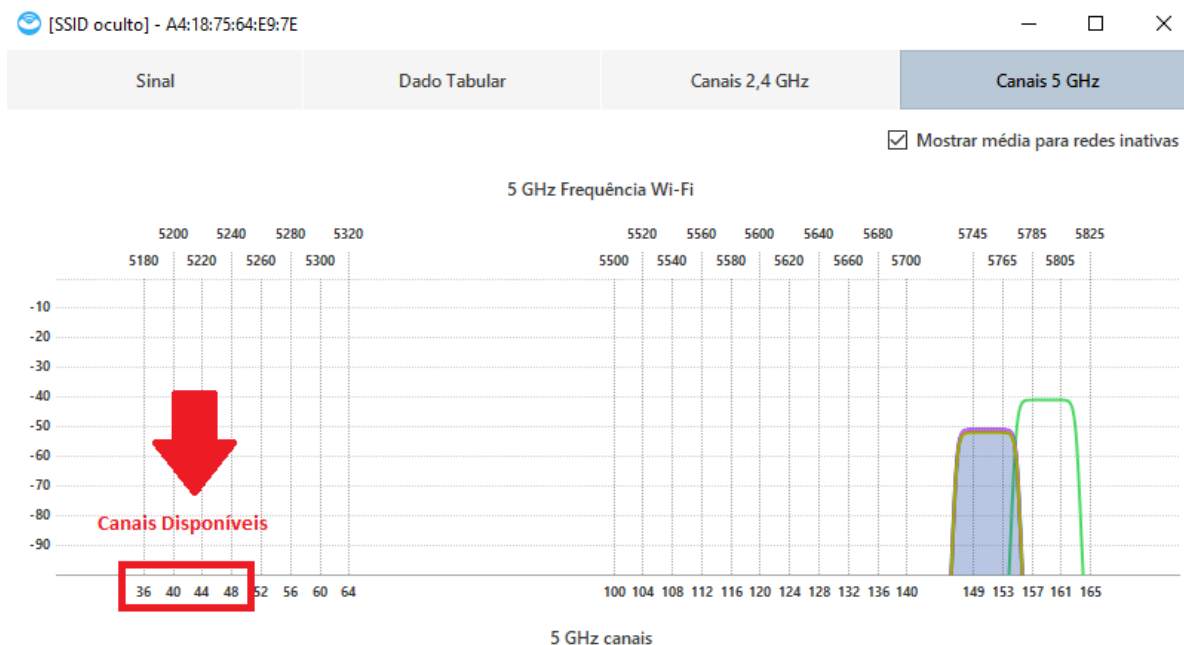 [SSID oculto] - A4:18:75:64:E9:7E
Sinal Dado Tabular Canais 2,4 GHz Canais 5 GHz
Mostrar média para redes inativas
5 GHz Frequência Wi-Fi
5200 5240 5280 5320 5520 5560 5600 5640 5680 5745 5785 5825
5180 5220 5260 5300 5500 5540 5580 5620 5660 5700 5765 5805
-10
-20
-30
-40
-50
-60
-70
-80
Canais Disponíveis
-90
36 40 44 48 52 56 60 64 100 104 108 112 116 120 124 128 132 136 140 149 153 157 161 165
5 GHz canais